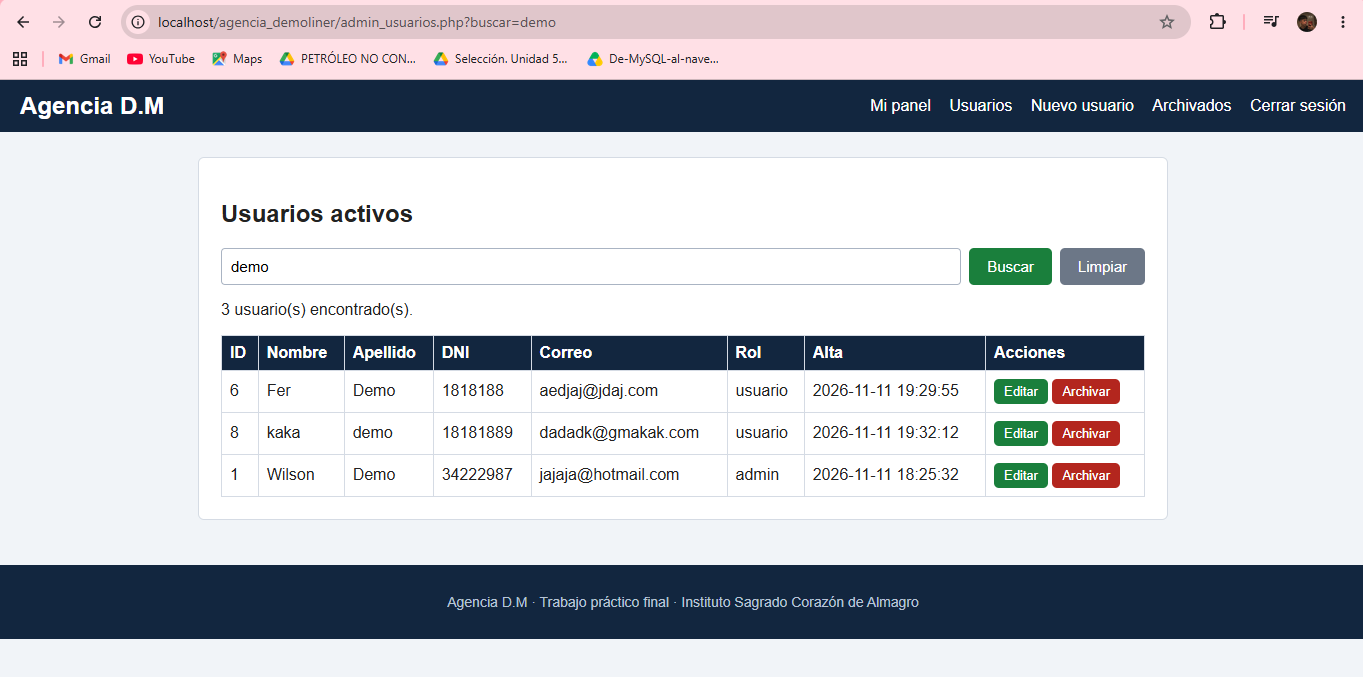 localhost/agencia_demoliner/admin_usuarios.php?buscar=demo
Gmail YouTube Maps PETRÓLEO NO CON... Selección. Unidad 5... De-MySQL-al-nave...
Agencia D.M Mi panel Usuarios Nuevo usuario Archivados Cerrar sesión
Usuarios activos
demo Buscar Limpiar
3 usuario(s) encontrado(s).
ID Nombre Apellido DNI Correo Rol Alta Acciones
6 Fer Demo 1818188 aedjaj@jdaj.com usuario 2026-11-11 19:29:55 Editar Archivar
8 kaka demo 18181889 dadadk@gmakak.com usuario 2026-11-11 19:32:12 Editar Archivar
1 Wilson Demo 34222987 jajaja@hotmail.com admin 2026-11-11 18:25:32 Editar Archivar
Agencia D.M · Trabajo práctico final · Instituto Sagrado Corazón de Almagro